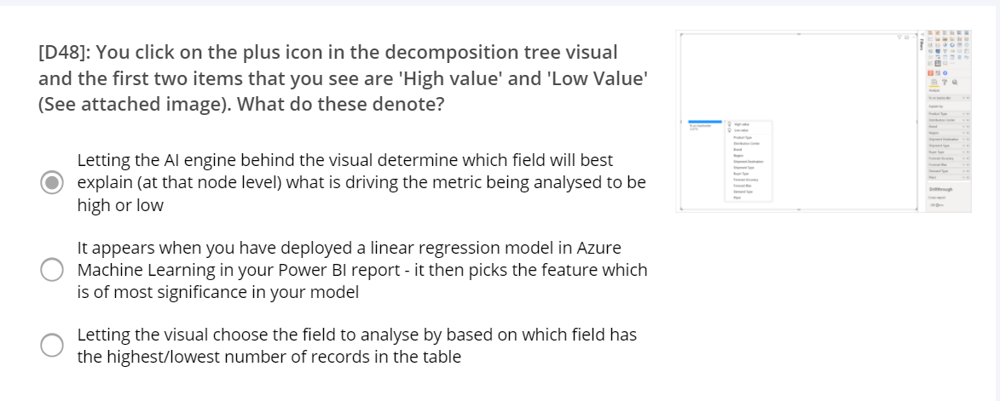 [D48]: You click on the plus icon in the decomposition tree visual
and the first two items that you see are 'High value' and 'Low Value'
(See attached image). What do these denote?
Letting the AI engine behind the visual determine which field will best
explain (at that node level) what is driving the metric being analysed to be
high or low
It appears when you have deployed a linear regression model in Azure
Machine Learning in your Power BI report - it then picks the feature which
is of most significance in your model
Letting the visual choose the field to analyse by based on which field has
the highest/lowest number of records in the table
High value
Low value
Product Type
Distribution Center
Brand
Region
Shipment Destination
Shipment Type
Buyer Type
Forecast Accuracy
Forecast Bias
Demand Type
Plant
Filters
Product Type
Distribution Center
Brand
Region
Shipment Destination
Shipment Type
Buyer Type
Forecast Accuracy
Forecast Bias
Demand Type
Plant
Drillthrough
Cross-report